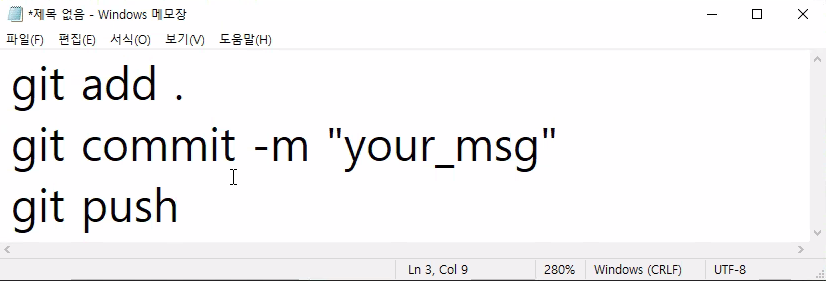 *제목 없음 - Windows 메모장
파일(F) 편집(E) 서식(O) 보기(V) 도움말(H)
git add .
git commit -m "your_msg"
git push
Ln 3, Col 9 280% Windows (CRLF) UTF-8